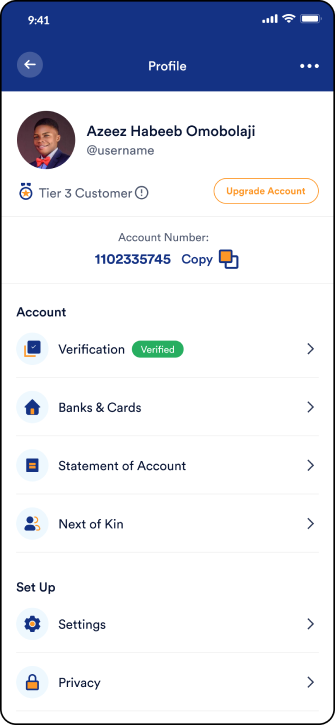 9:41
Profile
Azeez Habeeb Omobolaji
@username
Tier 3 Customer
Upgrade Account
Account Number:
1102335745 Copy
Account
Verification Verified
Banks & Cards
Statement of Account
Next of Kin
Set Up
Settings
Privacy